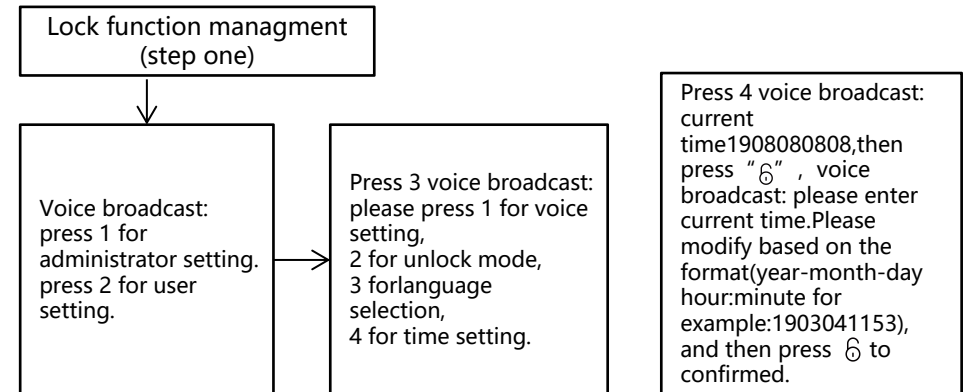 Lock function managment
(step one)
Voice broadcast:
press 1 for
administrator setting.
press 2 for user
setting.
Press 3 voice broadcast:
please press 1 for voice
setting,
2 for unlock mode,
3 forlanguage
selection,
4 for time setting.
Press 4 voice broadcast:
current
time1908080808,then
press “ ” , voice
broadcast: please enter
current time.Please
modify based on the
format(year-month-day
hour:minute for
example:1903041153),
and then press to
confirmed.